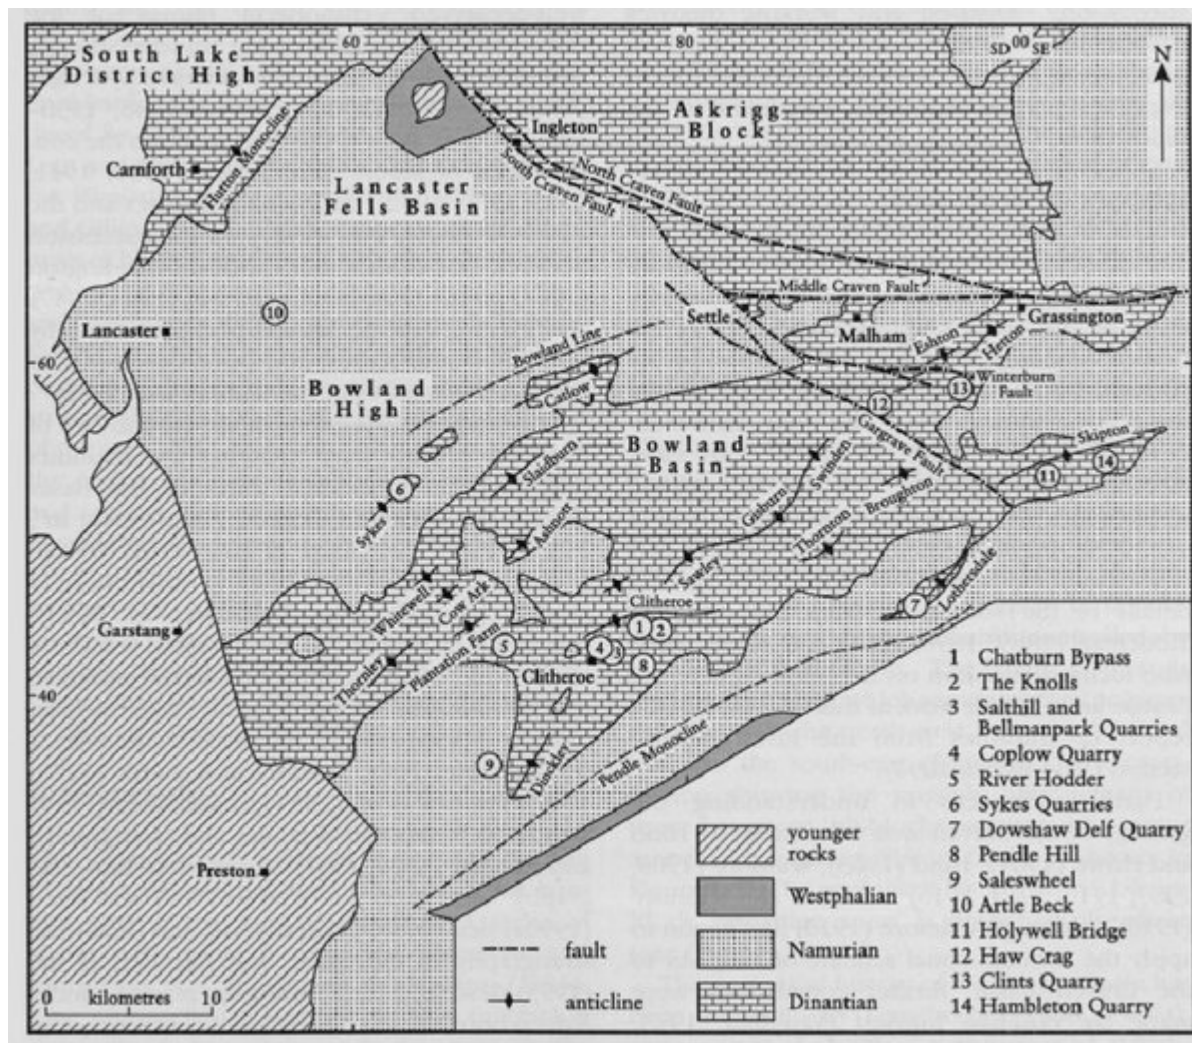 60
80
SD 00 SE
South Lake
District High
N
Askrigg
Block
Ingleton
Hutton Monocline
Carnforth
North Craven Fault
South Craven Fault
Lancaster
Fells Basin
Middle Craven Fault
10
Settle
Grassington
Lancaster
Malham
Eshton
Hetton
Bowland Line
60
Winterburn
Fault
Bowland
High
Catlow
13
12
Bowland
Basin
Gargrave Fault
Skipton
Slaidburn
Swinden
14
11
6
Broughton
Sykes
Gisburn
Thornton
Ashnott
Sawley
Lothersdale
Whitewell
Cow Ark
Clitheroe
7
Garstang
1
2
Plantation Farm
5
4
3
8
Thornley
Clitheroe
40
Pendle Monocline
9
Dinckley
Preston
1 Chatburn Bypass
2 The Knolls
3 Salthill and
Bellmanpark Quarries
4 Coplow Quarry
5 River Hodder
6 Sykes Quarries
7 Dowshaw Delf Quarry
8 Pendle Hill
9 Saleswheel
10 Artle Beck
11 Holywell Bridge
12 Haw Crag
13 Clints Quarry
14 Hambleton Quarry
younger
rocks
Westphalian
fault
Namurian
anticline
Dinantian
0 kilometres 10